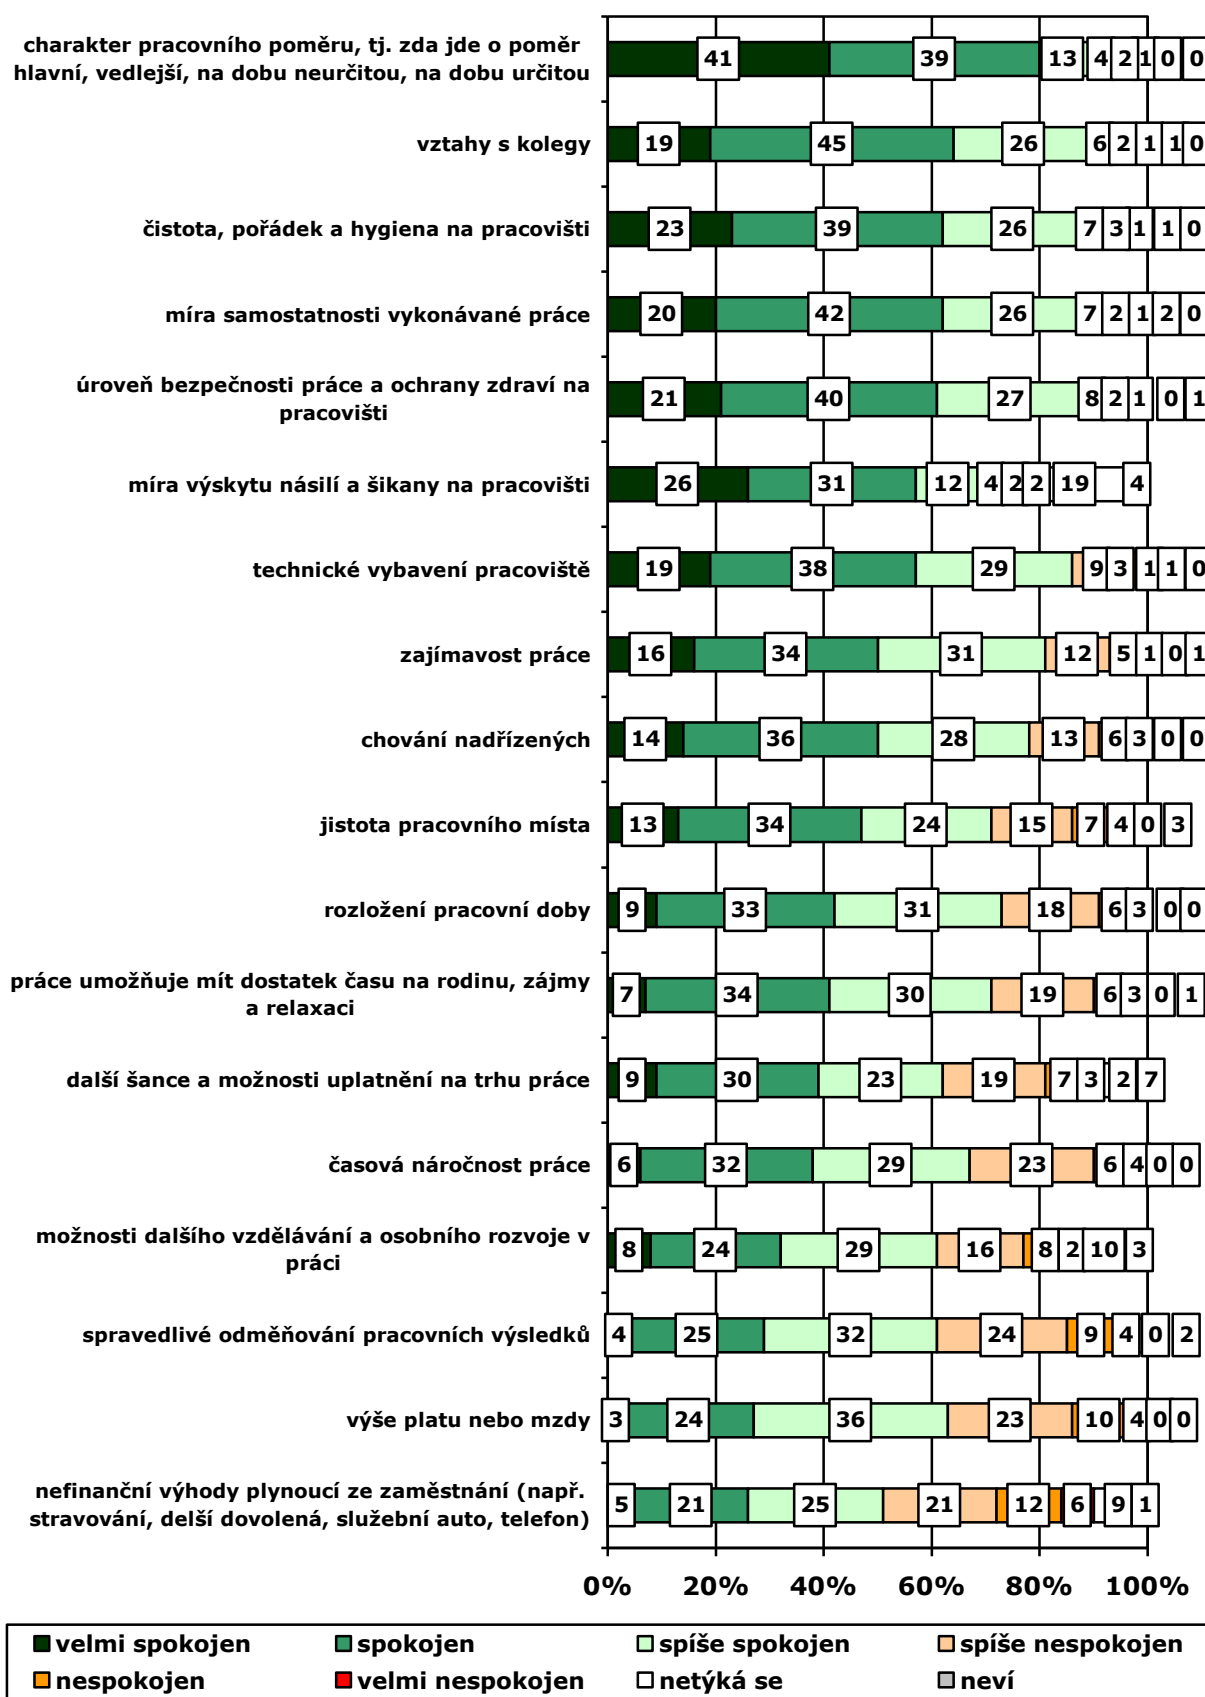 charakter pracovního poměru, tj. zda jde o poměr
hlavní, vedlejší, na dobu neurčitou, na dobu určitou
41 39 13 4 2 1 0 0
vztahy s kolegy
19 45 26 6 2 1 1 0
čistota, pořádek a hygiena na pracovišti
23 39 26 7 3 1 1 0
míra samostatnosti vykonávané práce
20 42 26 7 2 1 2 0
úroveň bezpečnosti práce a ochrany zdraví na
pracovišti
21 40 27 8 2 1 0 1
míra výskytu násilí a šikany na pracovišti
26 31 12 4 2 2 19 4
technické vybavení pracoviště
19 38 29 9 3 1 1 0
zajímavost práce
16 34 31 12 5 1 0 1
chování nadřízených
14 36 28 13 6 3 0 0
jistota pracovního místa
13 34 24 15 7 4 0 3
rozložení pracovní doby
9 33 31 18 6 3 0 0
práce umožňuje mít dostatek času na rodinu, zájmy
a relaxaci
7 34 30 19 6 3 0 1
další šance a možnosti uplatnění na trhu práce
9 30 23 19 7 3 2 7
časová náročnost práce
6 32 29 23 6 4 0 0
možnosti dalšího vzdělávání a osobního rozvoje v
práci
8 24 29 16 8 2 10 3
spravedlivé odměňování pracovních výsledků
4 25 32 24 9 4 0 2
výše platu nebo mzdy
3 24 36 23 10 4 0 0
nefinanční výhody plynoucí ze zaměstnání (např.
stravování, delší dovolená, služební auto, telefon)
5 21 25 21 12 6 9 1
0% 20% 40% 60% 80% 100%
velmi spokojen spokojen spíše spokojen spíše nespokojen
nespokojen velmi nespokojen netýká se neví